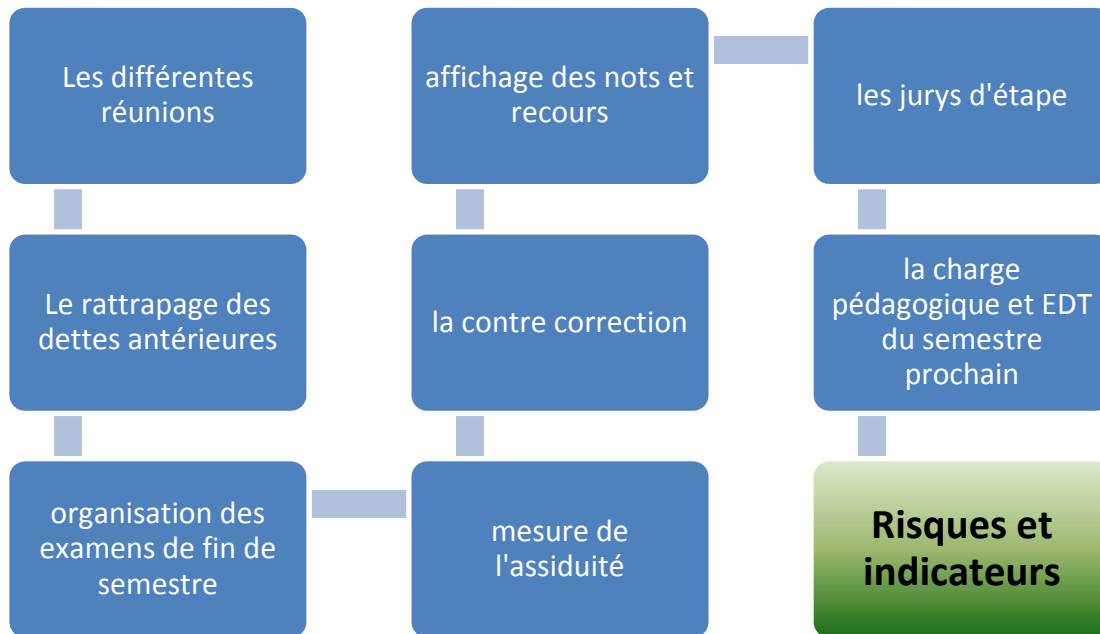 Les différentes
réunions
Le rattrapage des
dettes antérieures
organisation des
examens de fin de
semestre
mesure de
l'assiduité
la contre correction
affichage des nots et
recours
les jurys d'étape
la charge
pédagogique et EDT
du semestre
prochain
Risques et
indicateurs